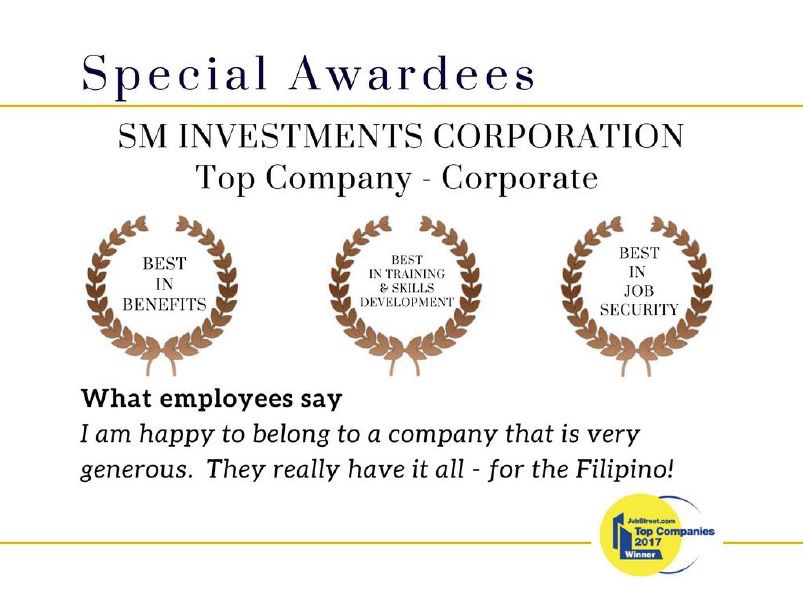 Special Awardees
SM INVESTMENTS CORPORATION
Top Company - Corporate
BEST
IN
BENEFITS
BEST
IN TRAINING
& SKILLS
DEVELOPMENT
BEST
IN
JOB
SECURITY
What employees say
I am happy to belong to a company that is very
generous.  They really have it all - for the Filipino!
JobStreet.com
Top Companies
2017
Winner